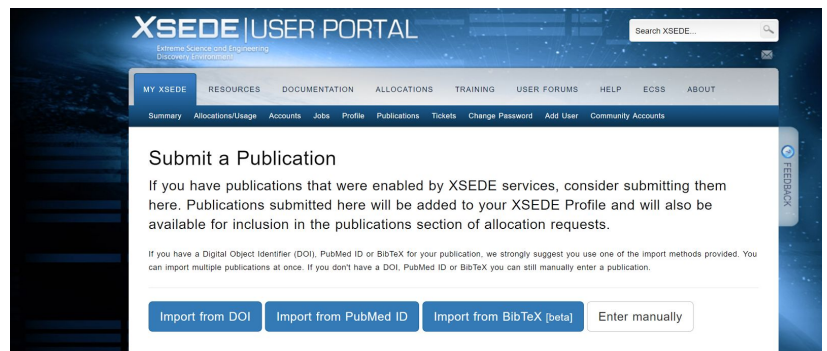 XSEDE | USER PORTAL
Extreme Science and Engineering
Discovery Environment
Search XSEDE...
MY XSEDE RESOURCES DOCUMENTATION ALLOCATIONS TRAINING USER FORUMS HELP ECSS ABOUT
Summary Allocations/Usage Accounts Jobs Profile Publications Tickets Change Password Add User Community Accounts
FEEDBACK
Submit a Publication
If you have publications that were enabled by XSEDE services, consider submitting them
here. Publications submitted here will be added to your XSEDE Profile and will also be
available for inclusion in the publications section of allocation requests.
If you have a Digital Object Identifier (DOI), PubMed ID or BibTeX for your publication, we strongly suggest you use one of the import methods provided. You
can import multiple publications at once. If you don't have a DOI, PubMed ID or BibTeX you can still manually enter a publication.
Import from DOI Import from PubMed ID Import from BibTeX [beta] Enter manually